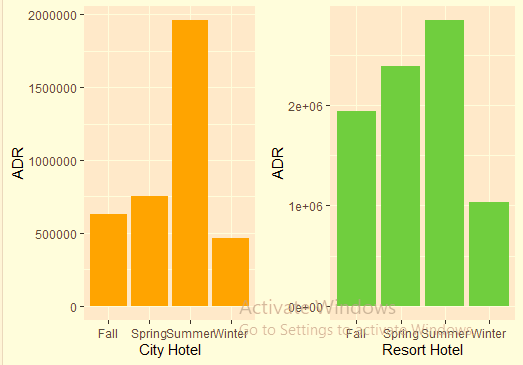 ADR
2000000
1500000
1000000
500000
0
Fall Spring Summer Winter
City Hotel
ADR
2e+06
1e+06
0e+00
Fall Spring Summer Winter
Resort Hotel
Activate Windows
Go to Settings to activate Windows.